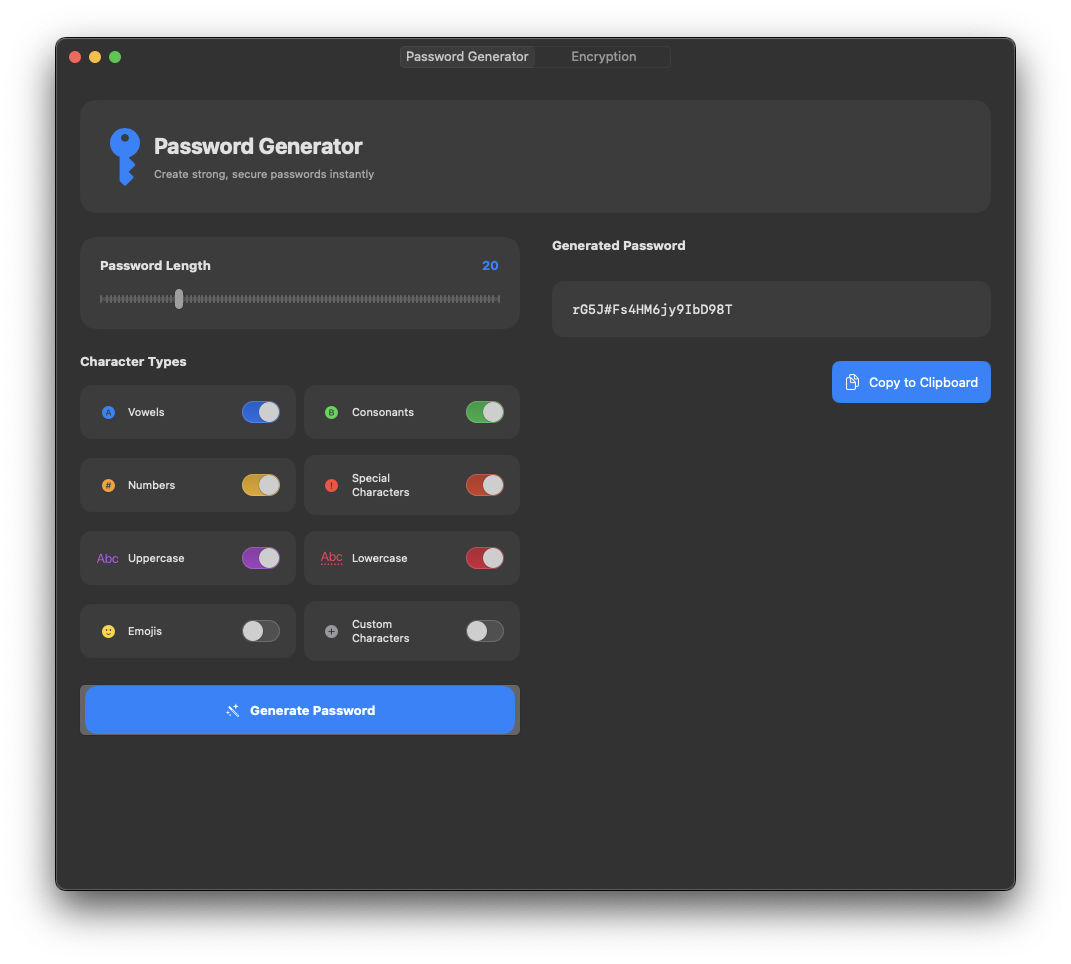 Password Generator
Encryption
Password Generator
Create strong, secure passwords instantly
Password Length
20
Generated Password
rG5J#Fs4HM6jy9IbD98T
Copy to Clipboard
Character Types
A
Vowels
B
Consonants
#
Numbers
!
Special
Characters
Abc
Uppercase
Abc
Lowercase
Emojis
+
Custom
Characters
Generate Password